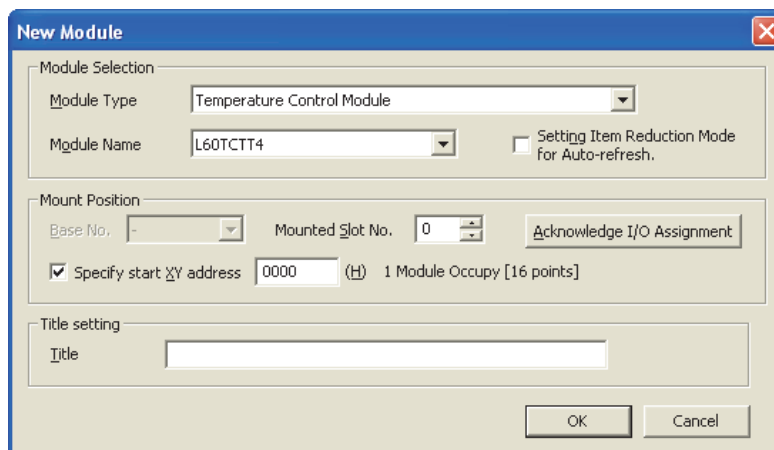 New Module
Module Selection
Module Type Temperature Control Module
Module Name L60TCTT4 Setting Item Reduction Mode
for Auto-refresh.
Mount Position
Base No. - Mounted Slot No. 0 Acknowledge I/O Assignment
Specify start XY address 0000 (H) 1 Module Occupy [16 points]
Title setting
Title
OK Cancel